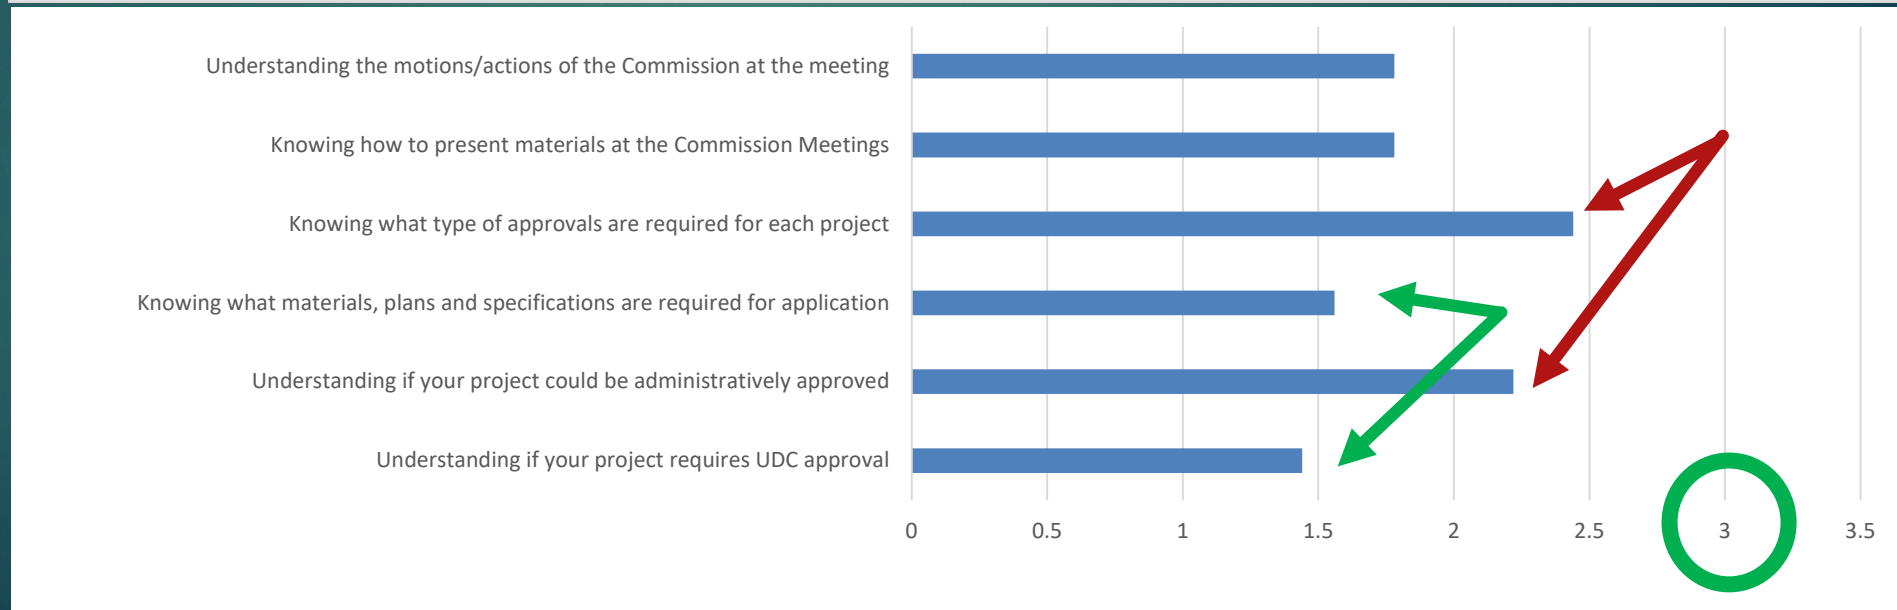 Understanding the motions/actions of the Commission at the meeting
Knowing how to present materials at the Commission Meetings
Knowing what type of approvals are required for each project
Knowing what materials, plans and specifications are required for application
Understanding if your project could be administratively approved
Understanding if your project requires UDC approval
0 0.5 1 1.5 2 2.5 3 3.5